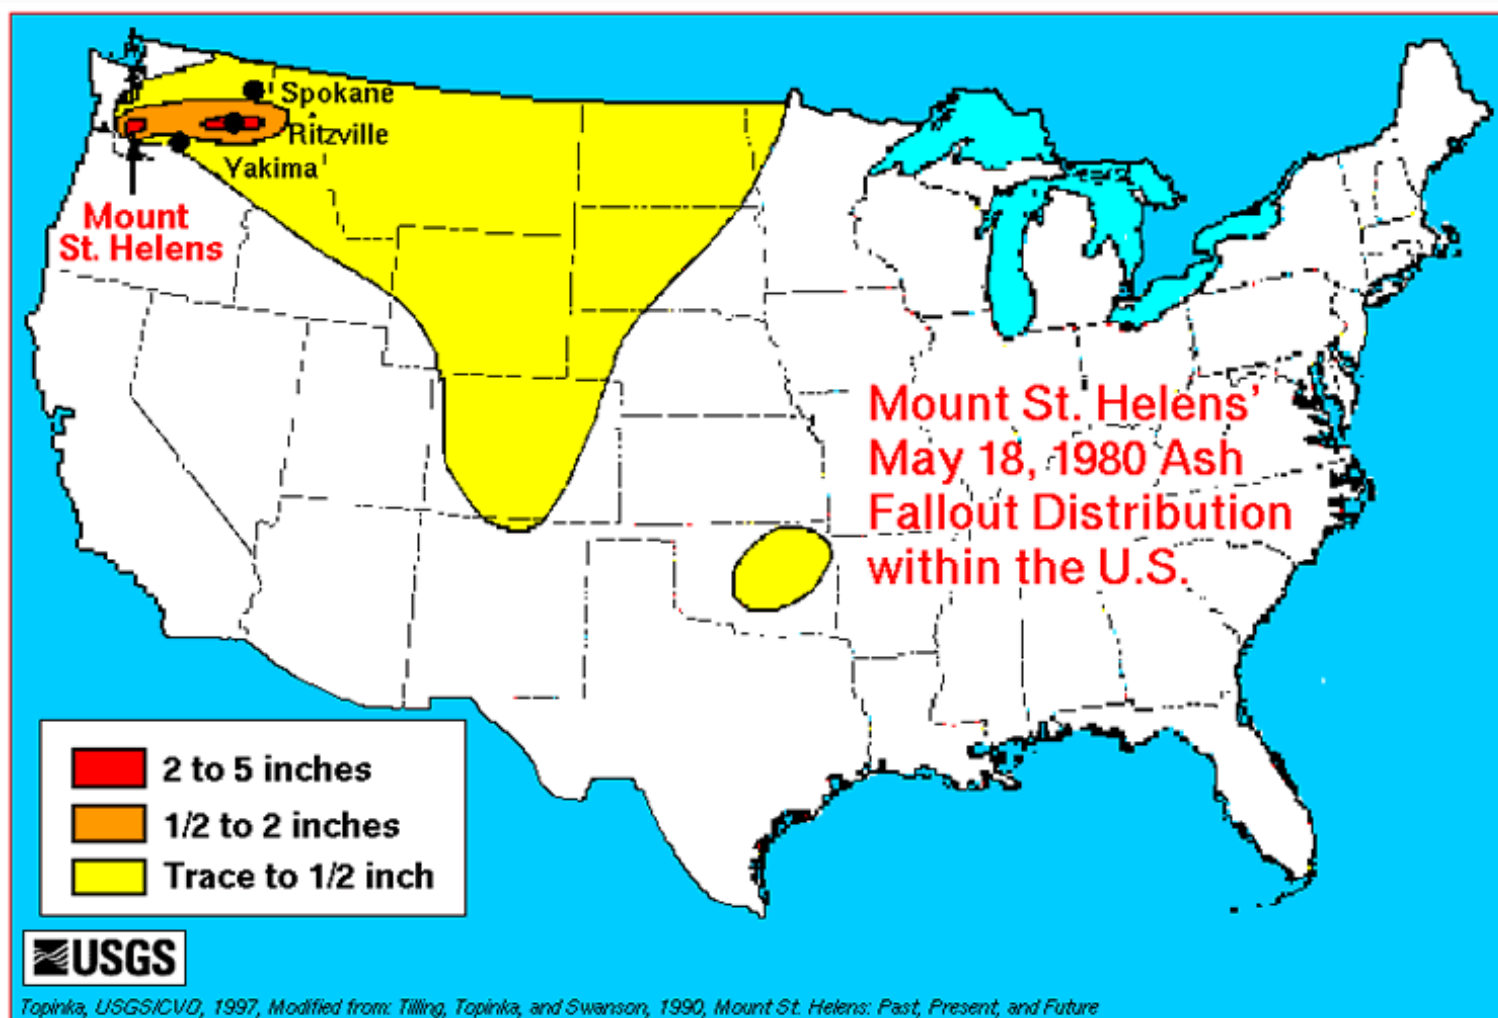 Spokane
Ritzville
Yakima
Mount
St. Helens
Mount St. Helens'
May 18, 1980 Ash
Fallout Distribution
within the U.S.
2 to 5 inches
1/2 to 2 inches
Trace to 1/2 inch
USGS
Topinka, USGS/CVO, 1997, Modified from: Tilling, Topinka, and Swanson, 1990, Mount St. Helens: Past, Present, and Future